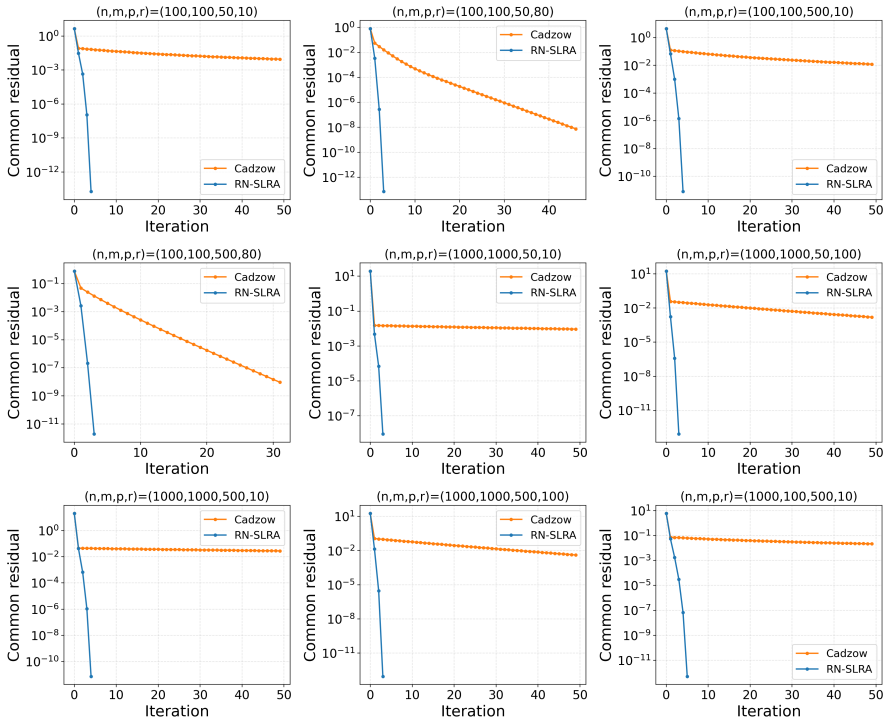 (n,m,p,r)=(100,100,50,10)
Common residual
10^0
10^−3
10^−6
10^−9
10^−12
Cadzow
RN-SLRA
0 10 20 30 40 50
Iteration
(n,m,p,r)=(100,100,50,80)
Common residual
10^0
10^−2
10^−4
10^−6
10^−8
10^−10
10^−12
Cadzow
RN-SLRA
0 10 20 30 40
Iteration
(n,m,p,r)=(100,100,500,10)
Common residual
10^0
10^−2
10^−4
10^−6
10^−8
10^−10
Cadzow
RN-SLRA
0 10 20 30 40 50
Iteration
(n,m,p,r)=(100,100,500,80)
Common residual
10^−1
10^−3
10^−5
10^−7
10^−9
10^−11
Cadzow
RN-SLRA
0 10 20 30
Iteration
(n,m,p,r)=(1000,1000,50,10)
Common residual
10^1
10^−1
10^−3
10^−5
10^−7
Cadzow
RN-SLRA
0 10 20 30 40 50
Iteration
(n,m,p,r)=(1000,1000,50,100)
Common residual
10^1
10^−2
10^−5
10^−8
10^−11
Cadzow
RN-SLRA
0 10 20 30 40 50
Iteration
(n,m,p,r)=(1000,1000,500,10)
Common residual
10^0
10^−2
10^−4
10^−6
10^−8
10^−10
Cadzow
RN-SLRA
0 10 20 30 40 50
Iteration
(n,m,p,r)=(1000,1000,500,100)
Common residual
10^1
10^−2
10^−5
10^−8
10^−11
Cadzow
RN-SLRA
0 10 20 30 40 50
Iteration
(n,m,p,r)=(1000,100,500,10)
Common residual
10^1
10^−1
10^−3
10^−5
10^−7
10^−9
10^−11
Cadzow
RN-SLRA
0 10 20 30 40 50
Iteration